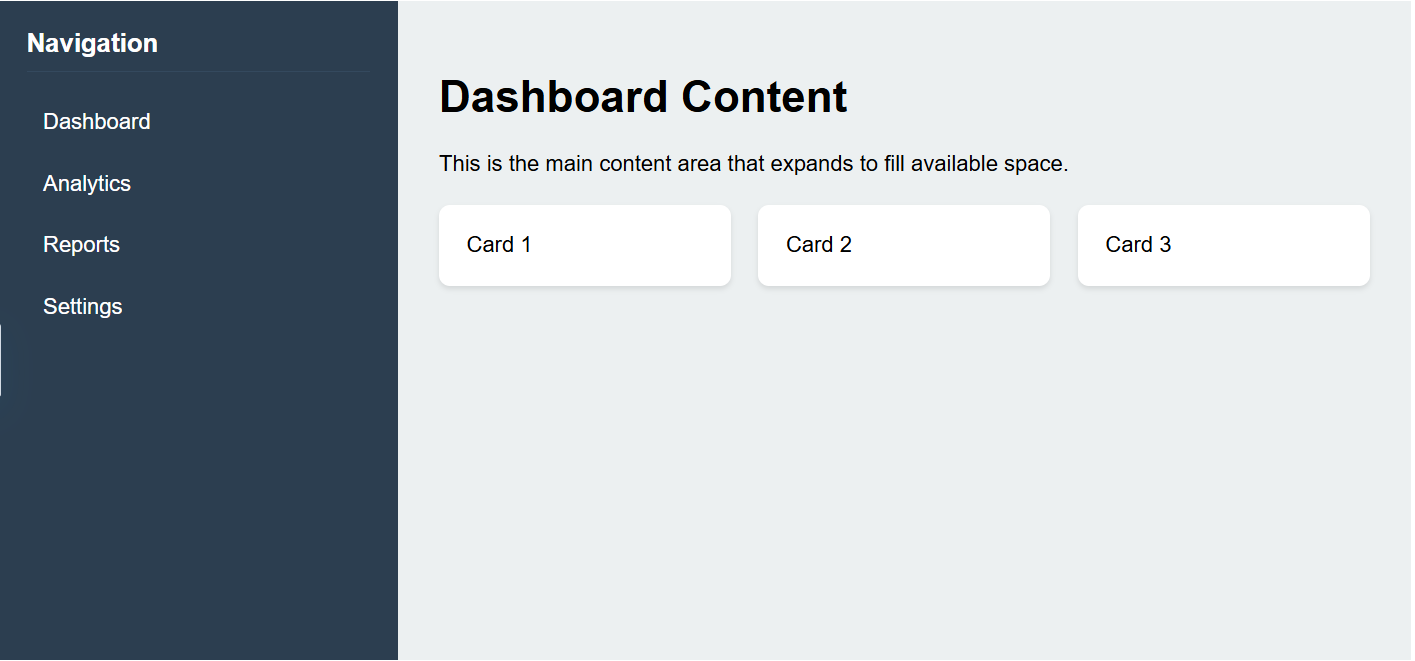 Navigation
Dashboard
Analytics
Reports
Settings
Dashboard Content
This is the main content area that expands to fill available space.
Card 1
Card 2
Card 3